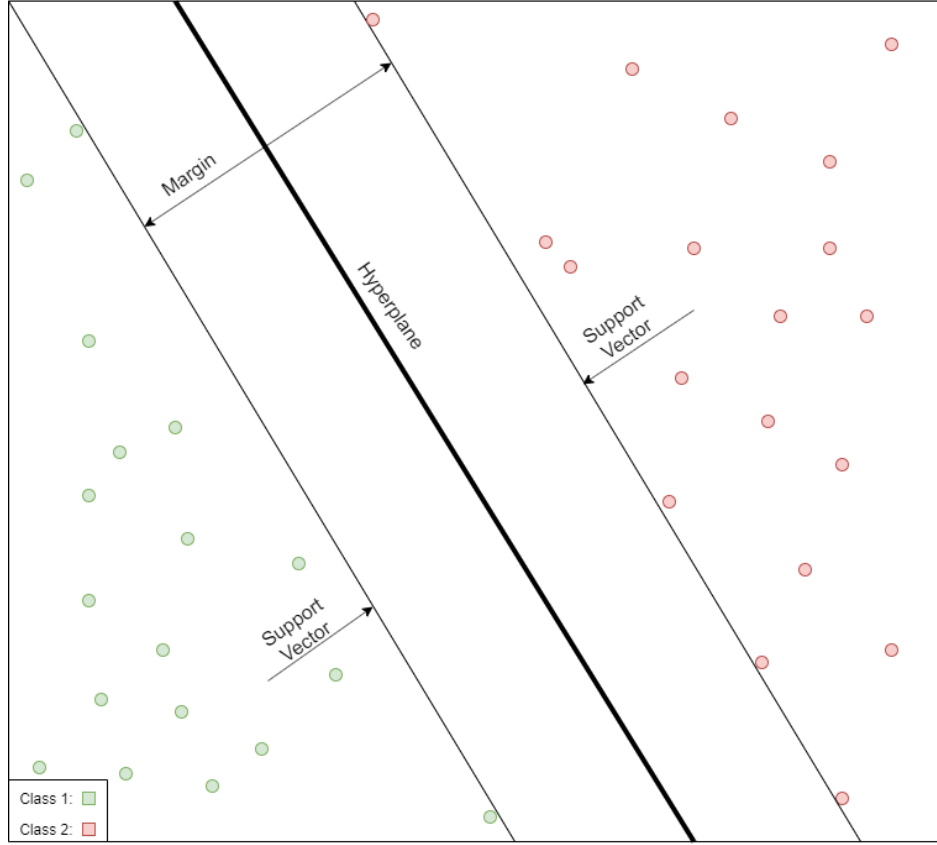 Margin
Hyperplane
Support
Vector
Support
Vector
Class 1:
Class 2: